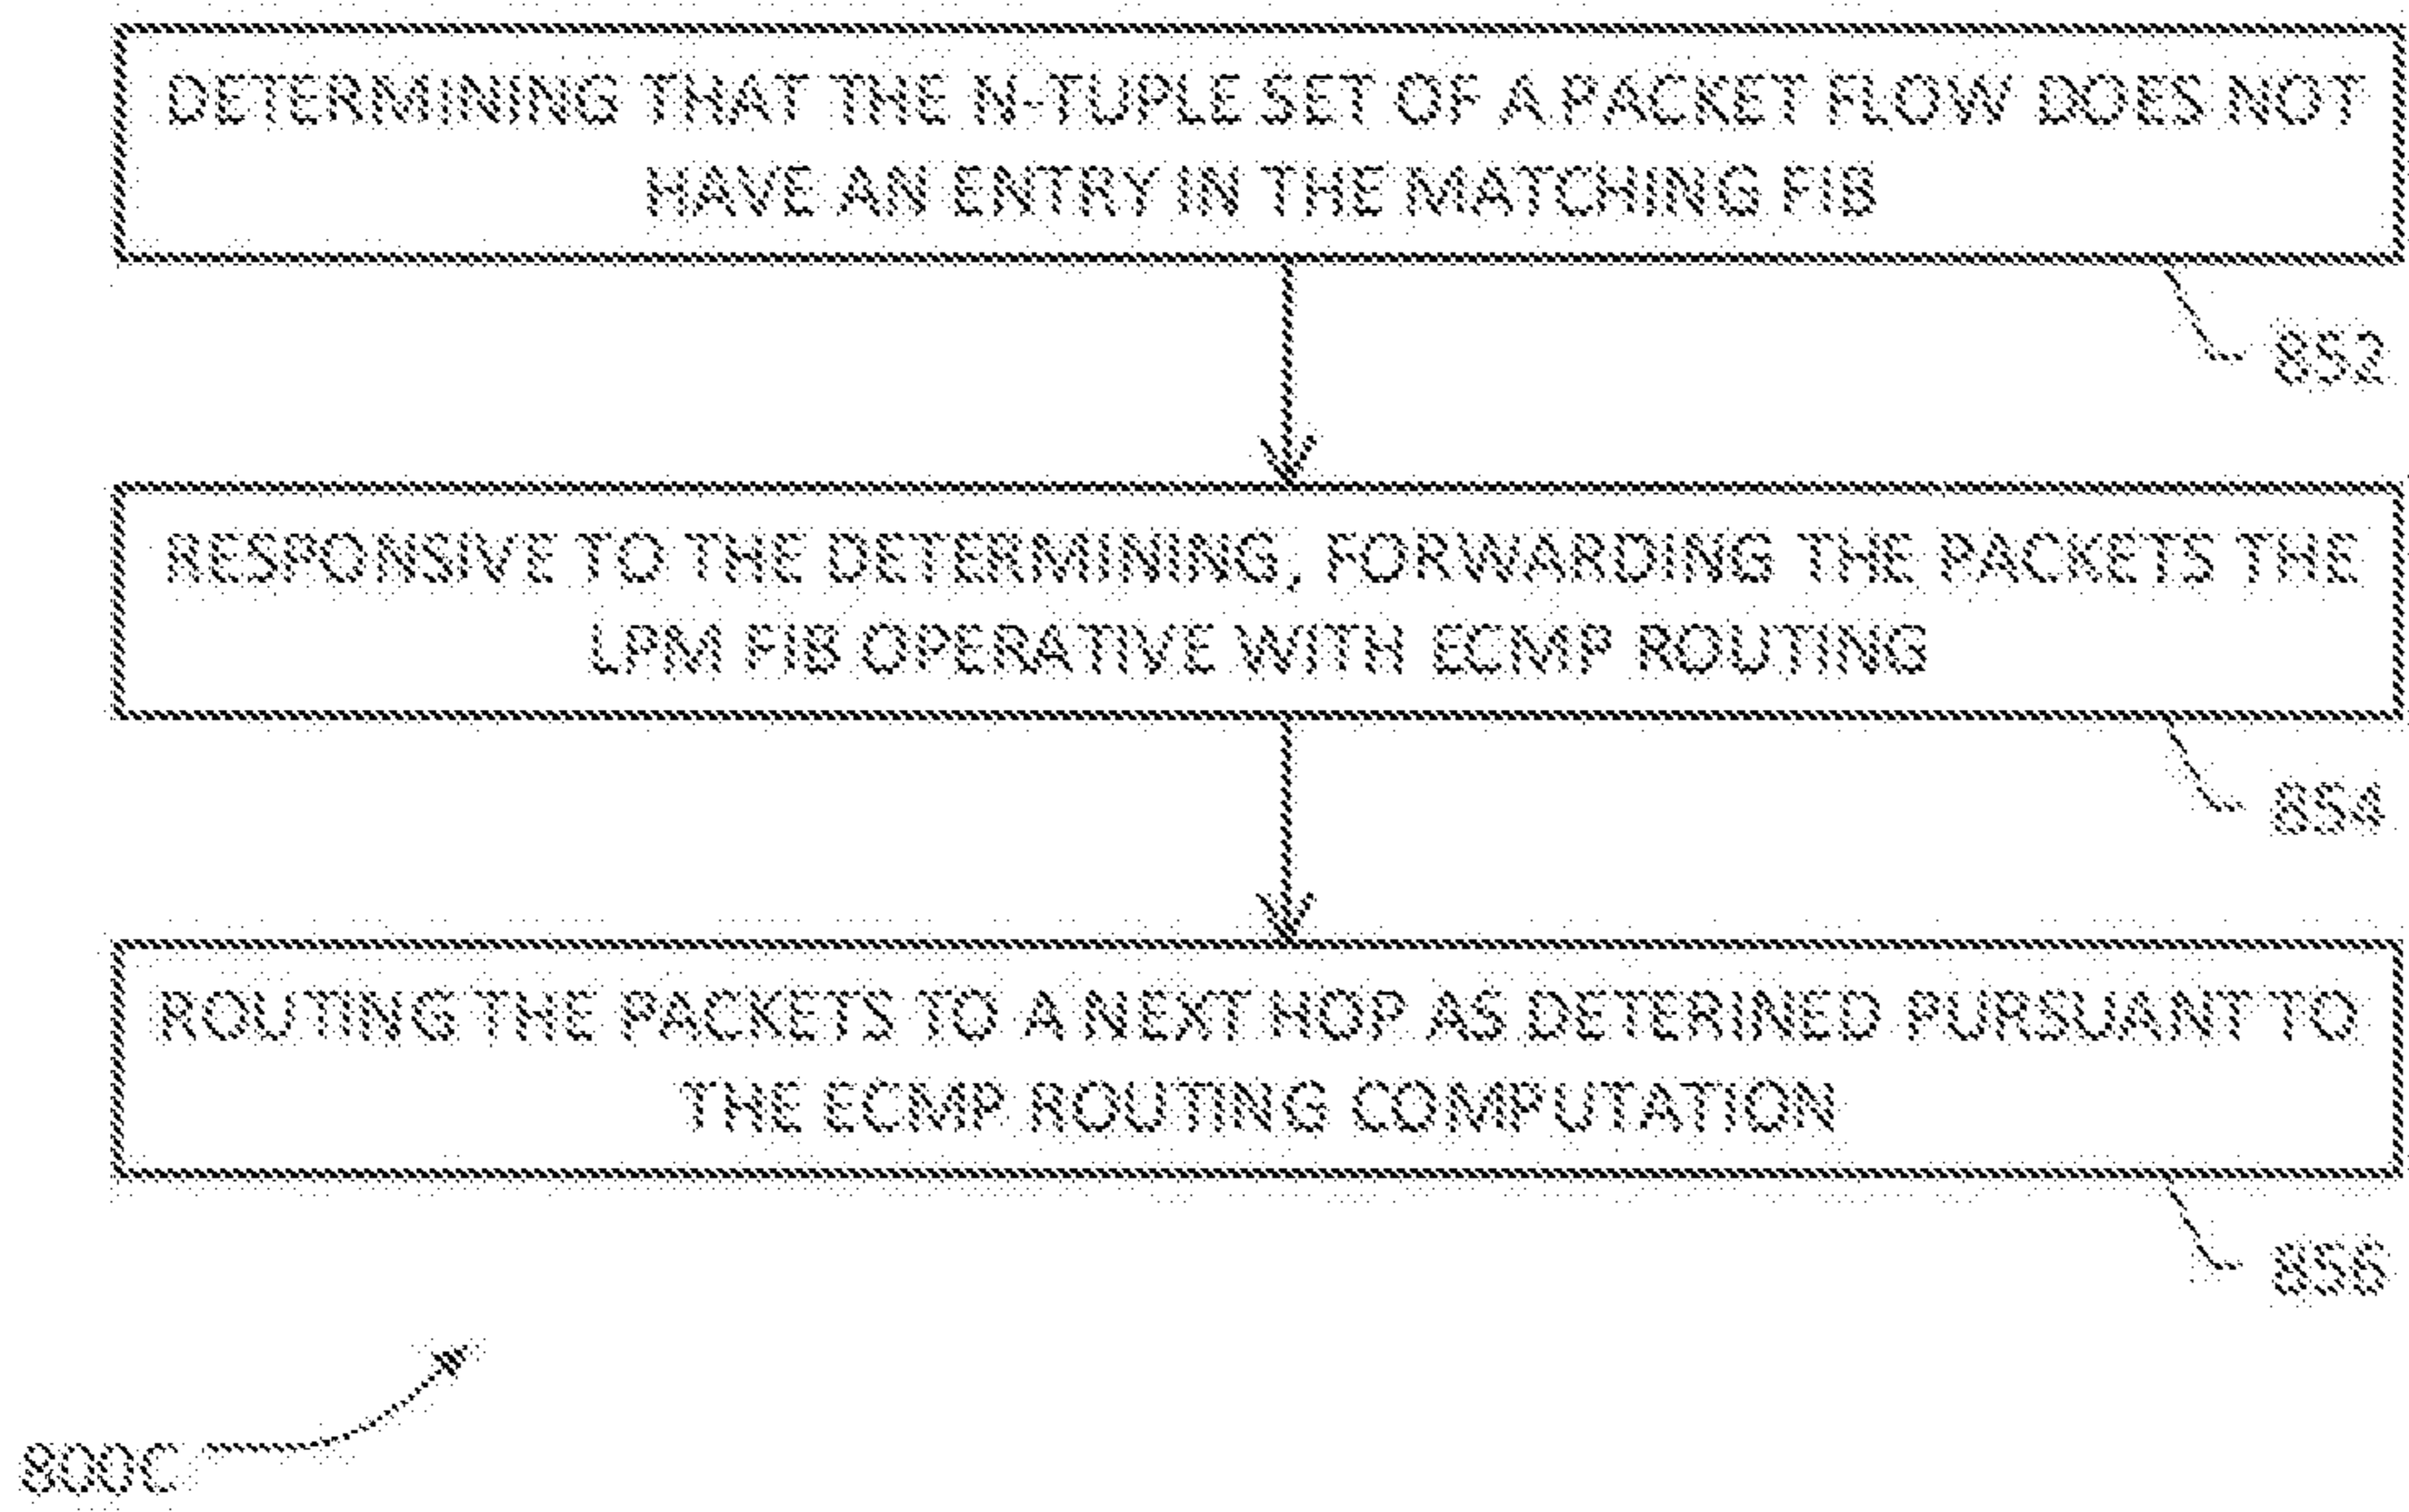 DETERMINING THAT THE N-TUPLE SET OF A PACKET FLOW DOES NOT
HAVE AN ENTRY IN THE MATCHING FIB
852
RESPONSIVE TO THE DETERMINING, FORWARDING THE PACKETS THE
LPM FIB OPERATIVE WITH ECMP ROUTING
854
ROUTING THE PACKETS TO A NEXT HOP AS DETERINED PURSUANT TO
THE ECMP ROUTING COMPUTATION
856
800C